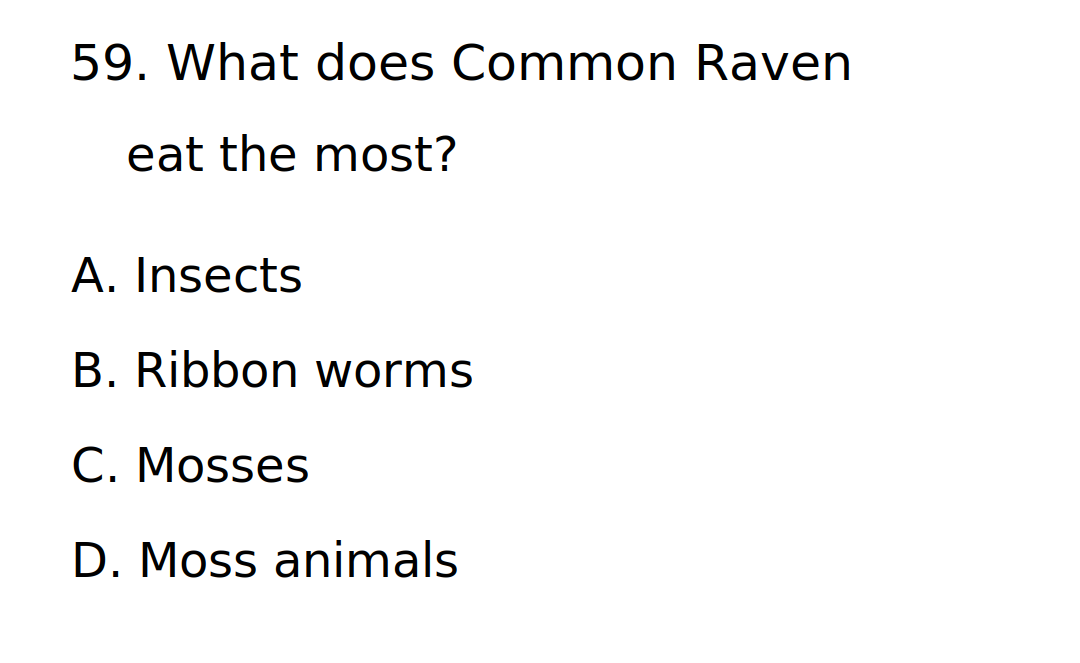 59. What does Common Raven
eat the most?
A. Insects
B. Ribbon worms
C. Mosses
D. Moss animals